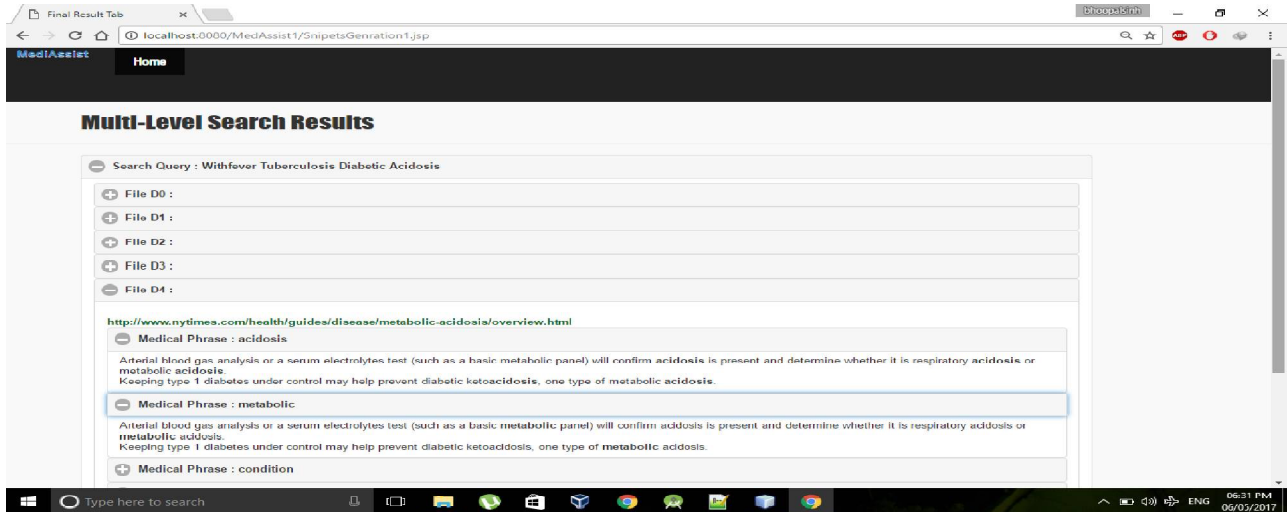 Final Result Tab
bhoopalsinh
localhost:8080/MedAssist1/SnipetsGenration1.jsp
MediAssist
Home
Multi-Level Search Results
Search Query : Withfever Tuberculosis Diabetic Acidosis
File D0 :
File D1 :
File D2 :
File D3 :
File D4 :
http://www.nytimes.com/health/guides/disease/metabolic-acidosis/overview.html
Medical Phrase : acidosis
Arterial blood gas analysis or a serum electrolytes test (such as a basic metabolic panel) will confirm acidosis is present and determine whether it is respiratory acidosis or
metabolic acidosis.
Keeping type 1 diabetes under control may help prevent diabetic ketoacidosis, one type of metabolic acidosis.
Medical Phrase : metabolic
Arterial blood gas analysis or a serum electrolytes test (such as a basic metabolic panel) will confirm acidosis is present and determine whether it is respiratory acidosis or
metabolic acidosis.
Keeping type 1 diabetes under control may help prevent diabetic ketoacidosis, one type of metabolic acidosis.
Medical Phrase : condition
Type here to search
ENG
06:31 PM
06/05/2017